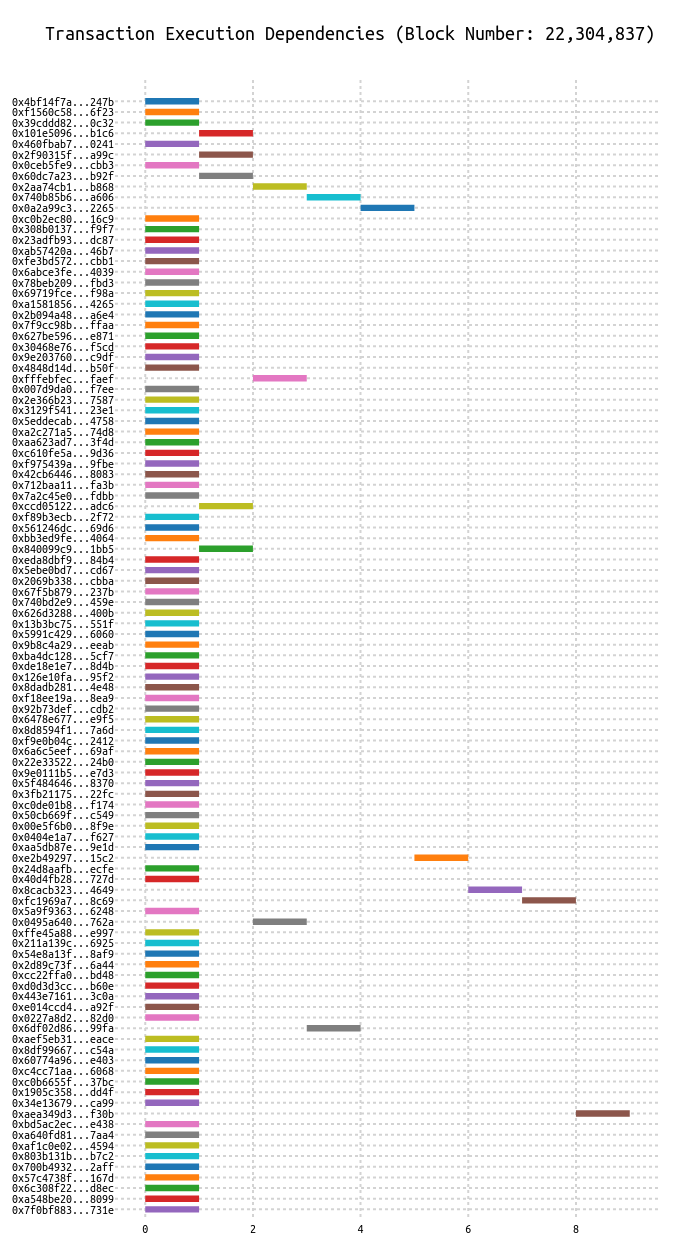 Transaction Execution Dependencies (Block Number: 22,304,837)
0x4bf14f7a...247b
0xf1560c58...6f23
0x39cddd82...0c32
0x101e5096...b1c6
0x460fbab7...0241
0x2f90315f...a99c
0x0ceb5fe9...cbb3
0x60dc7a23...b92f
0x2aa74cb1...b868
0x740b85b6...a606
0x0a2a99c3...2265
0xc0b2ec80...16c9
0x308b0137...f9f7
0x23adfb93...dc87
0xab57420a...46b7
0xfe3bd572...cbb1
0x6abce3fe...4039
0x78beb209...fbd3
0x69719fce...f98a
0xa1581856...4265
0x2b094a48...a6e4
0x7f9cc98b...ffaa
0x627be596...e871
0x30468e76...f5cd
0x9e203760...c9df
0x4848d14d...b50f
0xfffebfec...faef
0x007d9da0...f7ee
0x2e366b23...7587
0x3129f541...23e1
0x5eddecab...4758
0xa2c271a5...74d8
0xaa623ad7...3f4d
0xc610fe5a...9d36
0xf975439a...9fbe
0x42cb6446...8083
0x712baa11...fa3b
0x7a2c45e0...fdbb
0xccd05122...adc6
0xf89b3ecb...2f72
0x561246dc...69d6
0xbb3ed9fe...4064
0x840099c9...1bb5
0xeda8dbf9...84b4
0x5ebe0bd7...cd67
0x2069b338...cbba
0x67f5b879...237b
0x740bd2e9...459e
0x626d3288...400b
0x13b3bc75...551f
0x5991c429...6060
0x9b8c4a29...eeab
0xba4dc128...5cf7
0xde18e1e7...8d4b
0x126e10fa...95f2
0x8dadb281...4e48
0xf18ee19a...8ea9
0x92b73def...cdb2
0x6478e677...e9f5
0x8d8594f1...7a6d
0xf9e0b04c...2412
0x6a6c5eef...69af
0x22e33522...24b0
0x9e0111b5...e7d3
0x5f484646...8370
0x3fb21175...22fc
0xc0de01b8...f174
0x50cb669f...c549
0x00e5f6b0...8f9e
0x0404e1a7...f627
0xaa5db87e...9e1d
0xe2b49297...15c2
0x24d8aafb...ecfe
0x40d4fb28...727d
0x8cacb323...4649
0xfc1969a7...8c69
0x5a9f9363...6248
0x0495a640...762a
0xffe45a88...e997
0x211a139c...6925
0x54e8a13f...8af9
0x2d89c73f...6a44
0xcc22ffa0...bd48
0xd0d3d3cc...b60e
0x443e7161...3c0a
0xe014ccd4...a92f
0x0227a8d2...82d0
0x6df02d86...99fa
0xaef5eb31...eace
0x8df99667...c54a
0x60774a96...e403
0xc4cc71aa...6068
0xc0b6655f...37bc
0x1905c358...dd4f
0x34e13679...ca99
0xaea349d3...f30b
0xbd5ac2ec...e438
0xa640fd81...7aa4
0xaf1c0e02...4594
0x803b131b...b7c2
0x700b4932...2aff
0x57c4738f...167d
0x6c308f22...d8ec
0xa548be20...8099
0x7f0bf883...731e
0 2 4 6 8